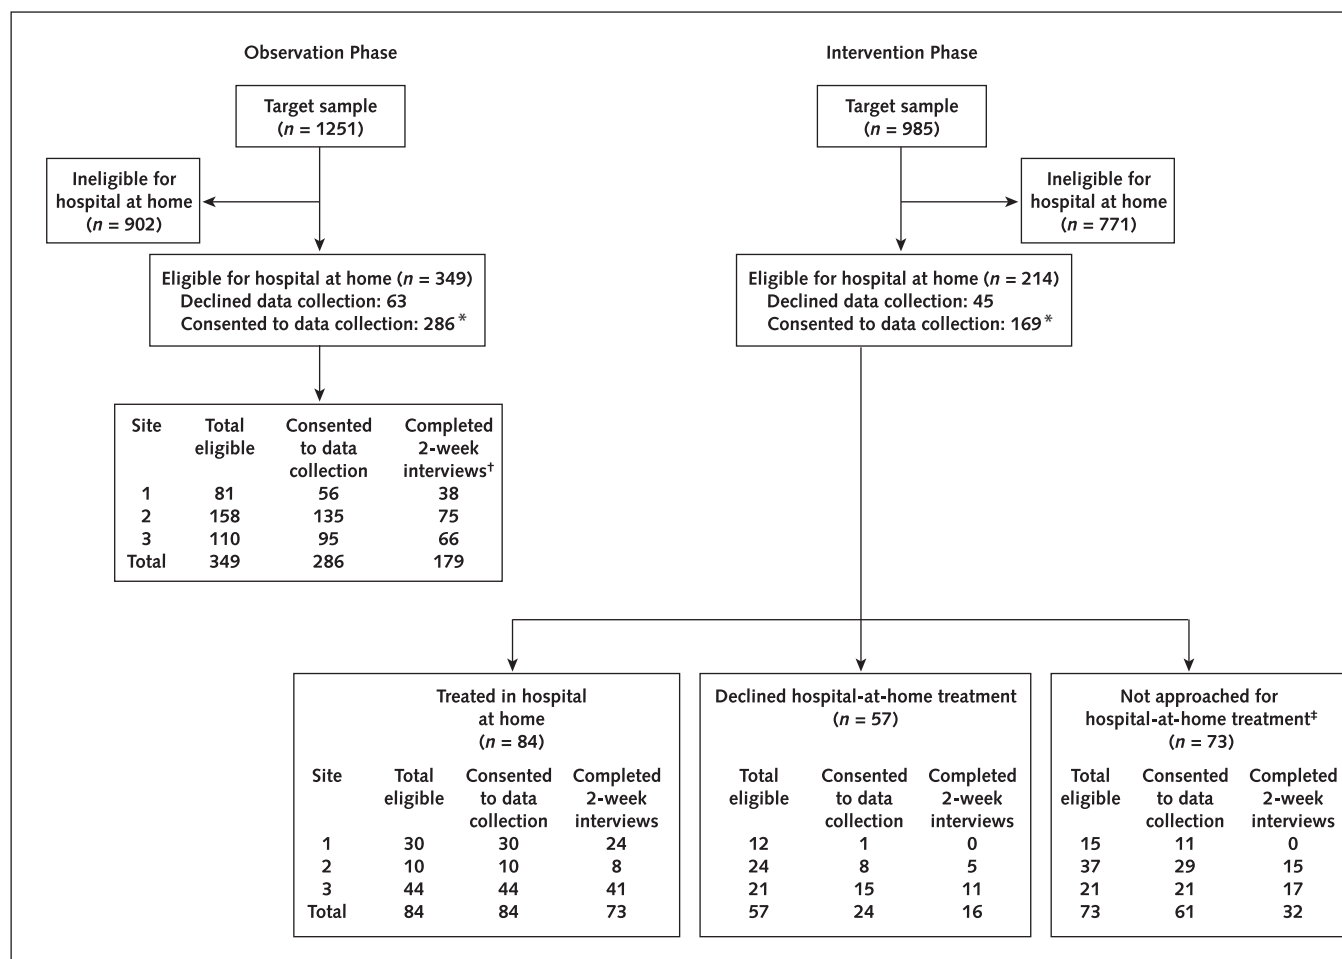 Observation Phase
Target sample
(n = 1251)
Ineligible for
hospital at home
(n = 902)
Eligible for hospital at home (n = 349)
Declined data collection: 63
Consented to data collection: 286*
Site Total eligible Consented to data collection Completed 2-week interviews†
1 81 56 38
2 158 135 75
3 110 95 66
Total 349 286 179
Intervention Phase
Target sample
(n = 985)
Ineligible for
hospital at home
(n = 771)
Eligible for hospital at home (n = 214)
Declined data collection: 45
Consented to data collection: 169*
Treated in hospital
at home
(n = 84)
Site Total eligible Consented to data collection Completed 2-week interviews
1 30 30 24
2 10 10 8
3 44 44 41
Total 84 84 73
Declined hospital-at-home treatment
(n = 57)
Total eligible Consented to data collection Completed 2-week interviews
12 1 0
24 8 5
21 15 11
57 24 16
Not approached for
hospital-at-home treatment‡
(n = 73)
Total eligible Consented to data collection Completed 2-week interviews
15 11 0
37 29 15
21 21 17
73 61 32